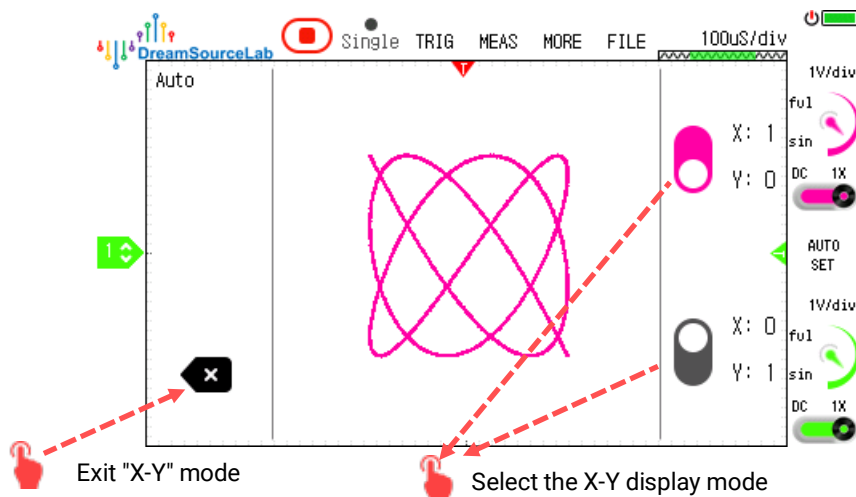 DreamSourceLab
Single TRIG MEAS MORE FILE 100uS/div
T
Auto
1V/div
ful
sin
X: 1
Y: 0
DC 1X
1
AUTO
SET
1V/div
ful
sin
X: 0
Y: 1
DC 1X
Exit "X-Y" mode
Select the X-Y display mode